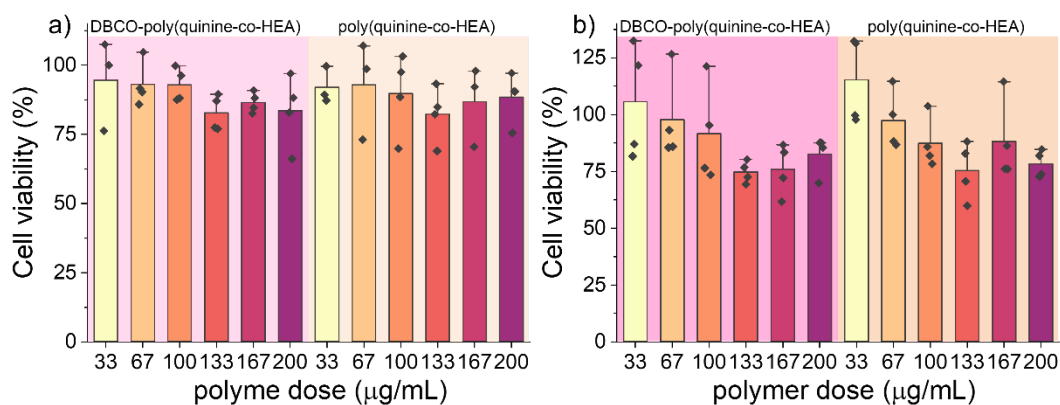 a)
DBCO-poly(quinine-co-HEA)
poly(quinine-co-HEA)
Cell viability (%)
100
75
50
25
0
33 67 100 133 167 200 33 67 100 133 167 200
polyme dose (μg/mL)
b)
DBCO-poly(quinine-co-HEA)
poly(quinine-co-HEA)
Cell viability (%)
125
100
75
50
25
0
33 67 100 133 167 200 33 67 100 133 167 200
polymer dose (μg/mL)